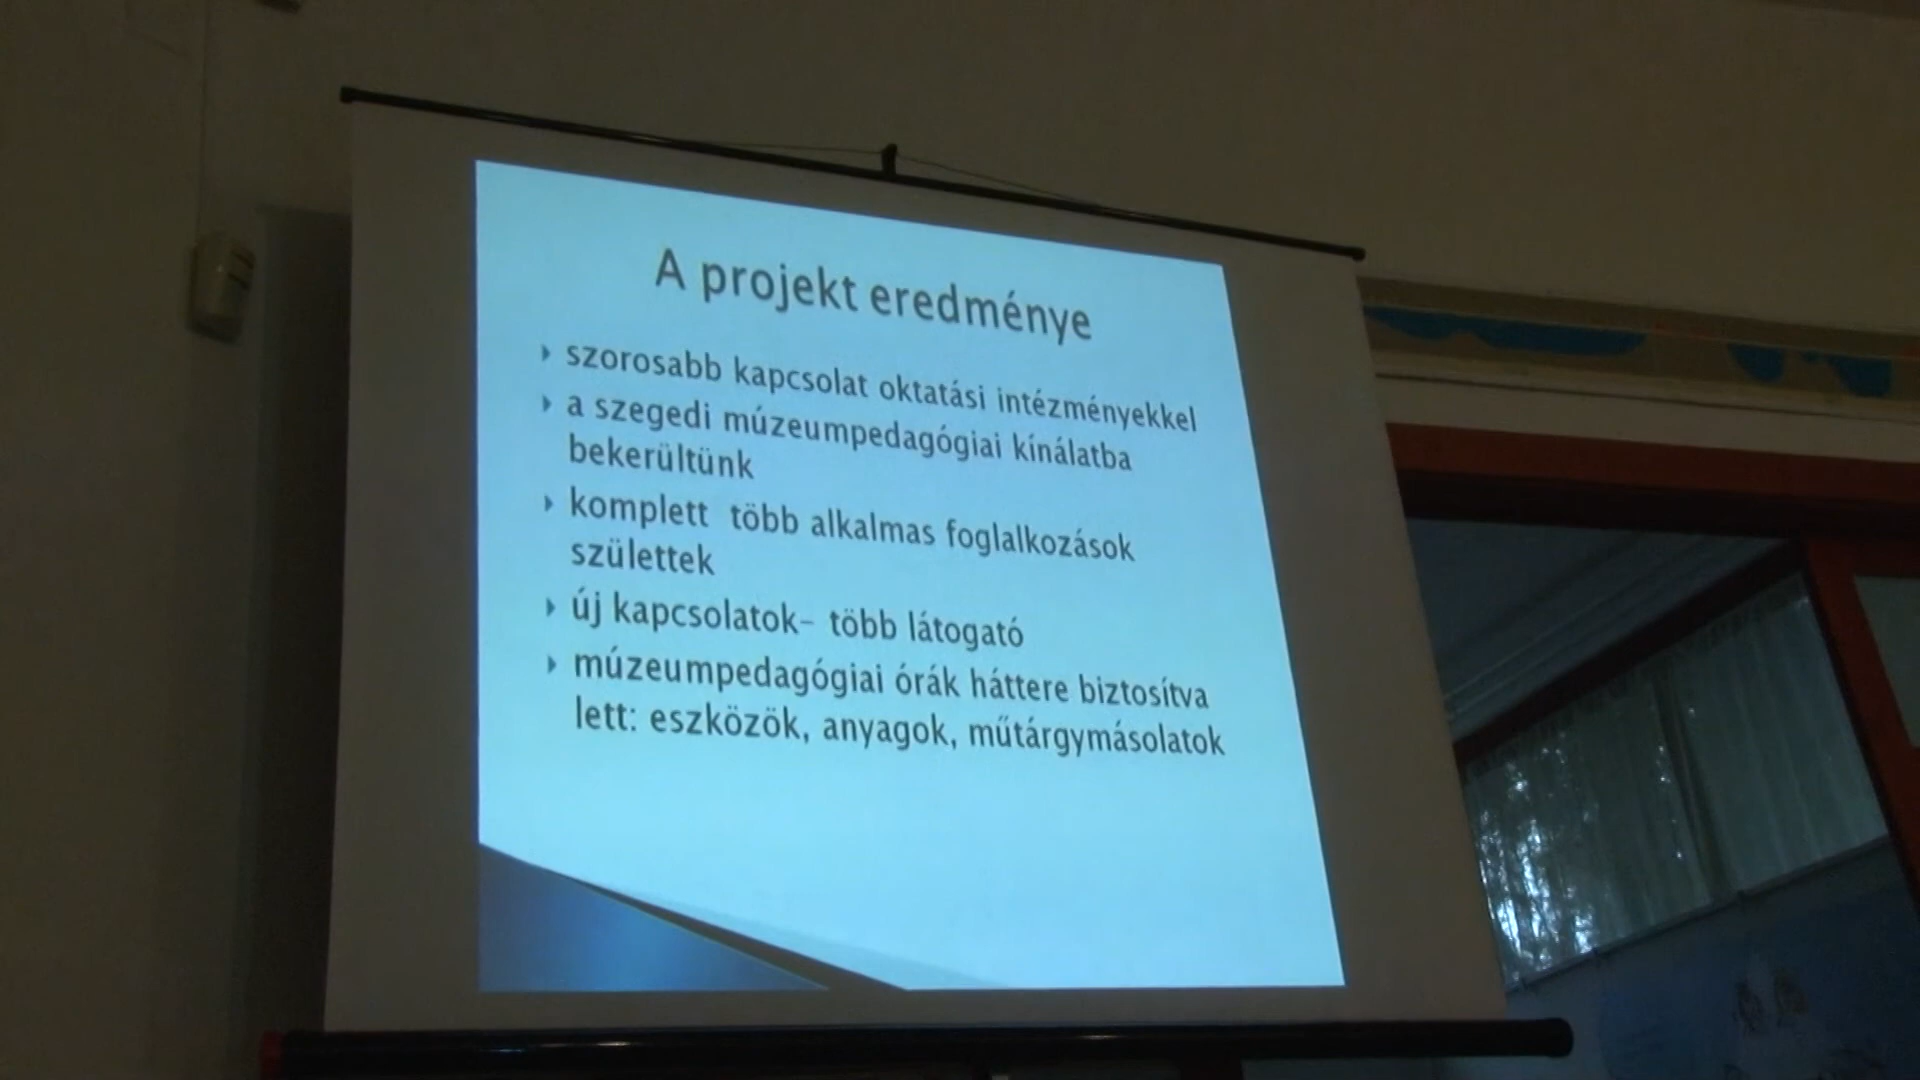 A projekt eredménye
szorosabb kapcsolat oktatási intézményekkel
a szegedi múzeumpedagógiai kínálatba
bekerültünk
komplett több alkalmas foglalkozások
születtek
új kapcsolatok– több látogató
múzeumpedagógiai órák háttere biztosítva
lett: eszközök, anyagok, műtárgymásolatok